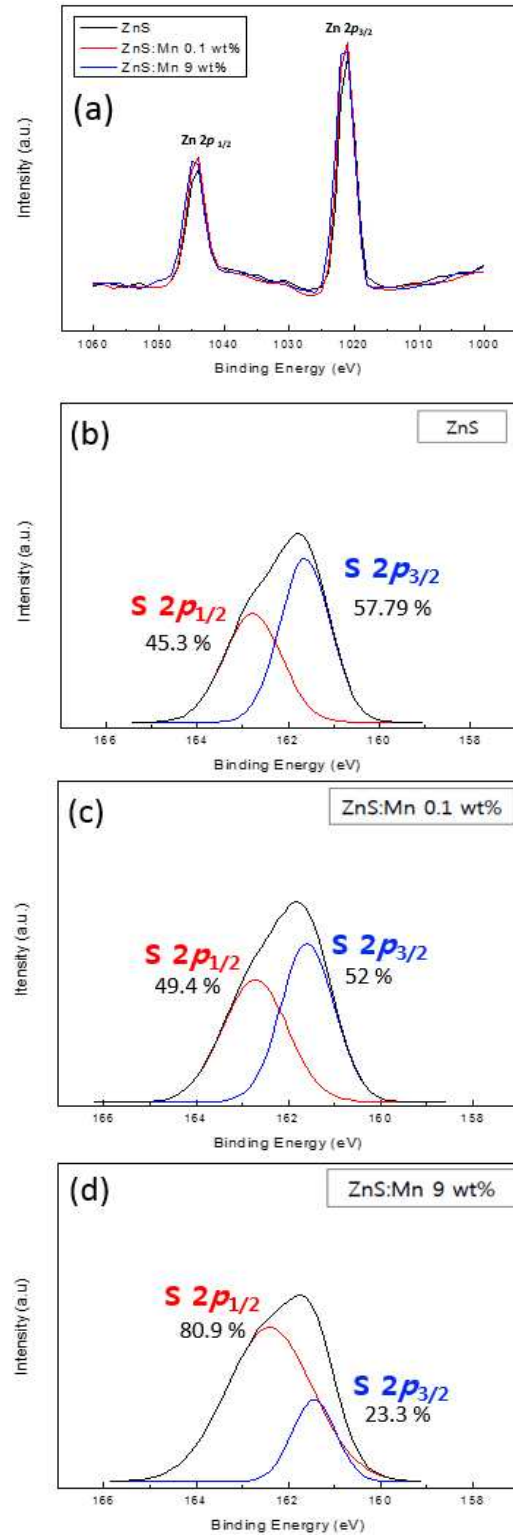 ZnS
ZnS:Mn 0.1 wt%
ZnS:Mn 9 wt%
(a)
Zn 2p 1/2
Zn 2p3/2
Intensity (a.u.)
1060 1050 1040 1030 1020 1010 1000
Binding Energy (eV)
(b)
ZnS
S 2p1/2
45.3 %
S 2p3/2
57.79 %
Intensity (a.u.)
166 164 162 160 158
Binding Energy (eV)
(c)
ZnS:Mn 0.1 wt%
S 2p1/2
49.4 %
S 2p3/2
52 %
Itensity (a.u.)
166 164 162 160 158
Binding Energy (eV)
(d)
ZnS:Mn 9 wt%
S 2p1/2
80.9 %
S 2p3/2
23.3 %
Intensity (a.u)
166 164 162 160 158
Binding Enregry (eV)